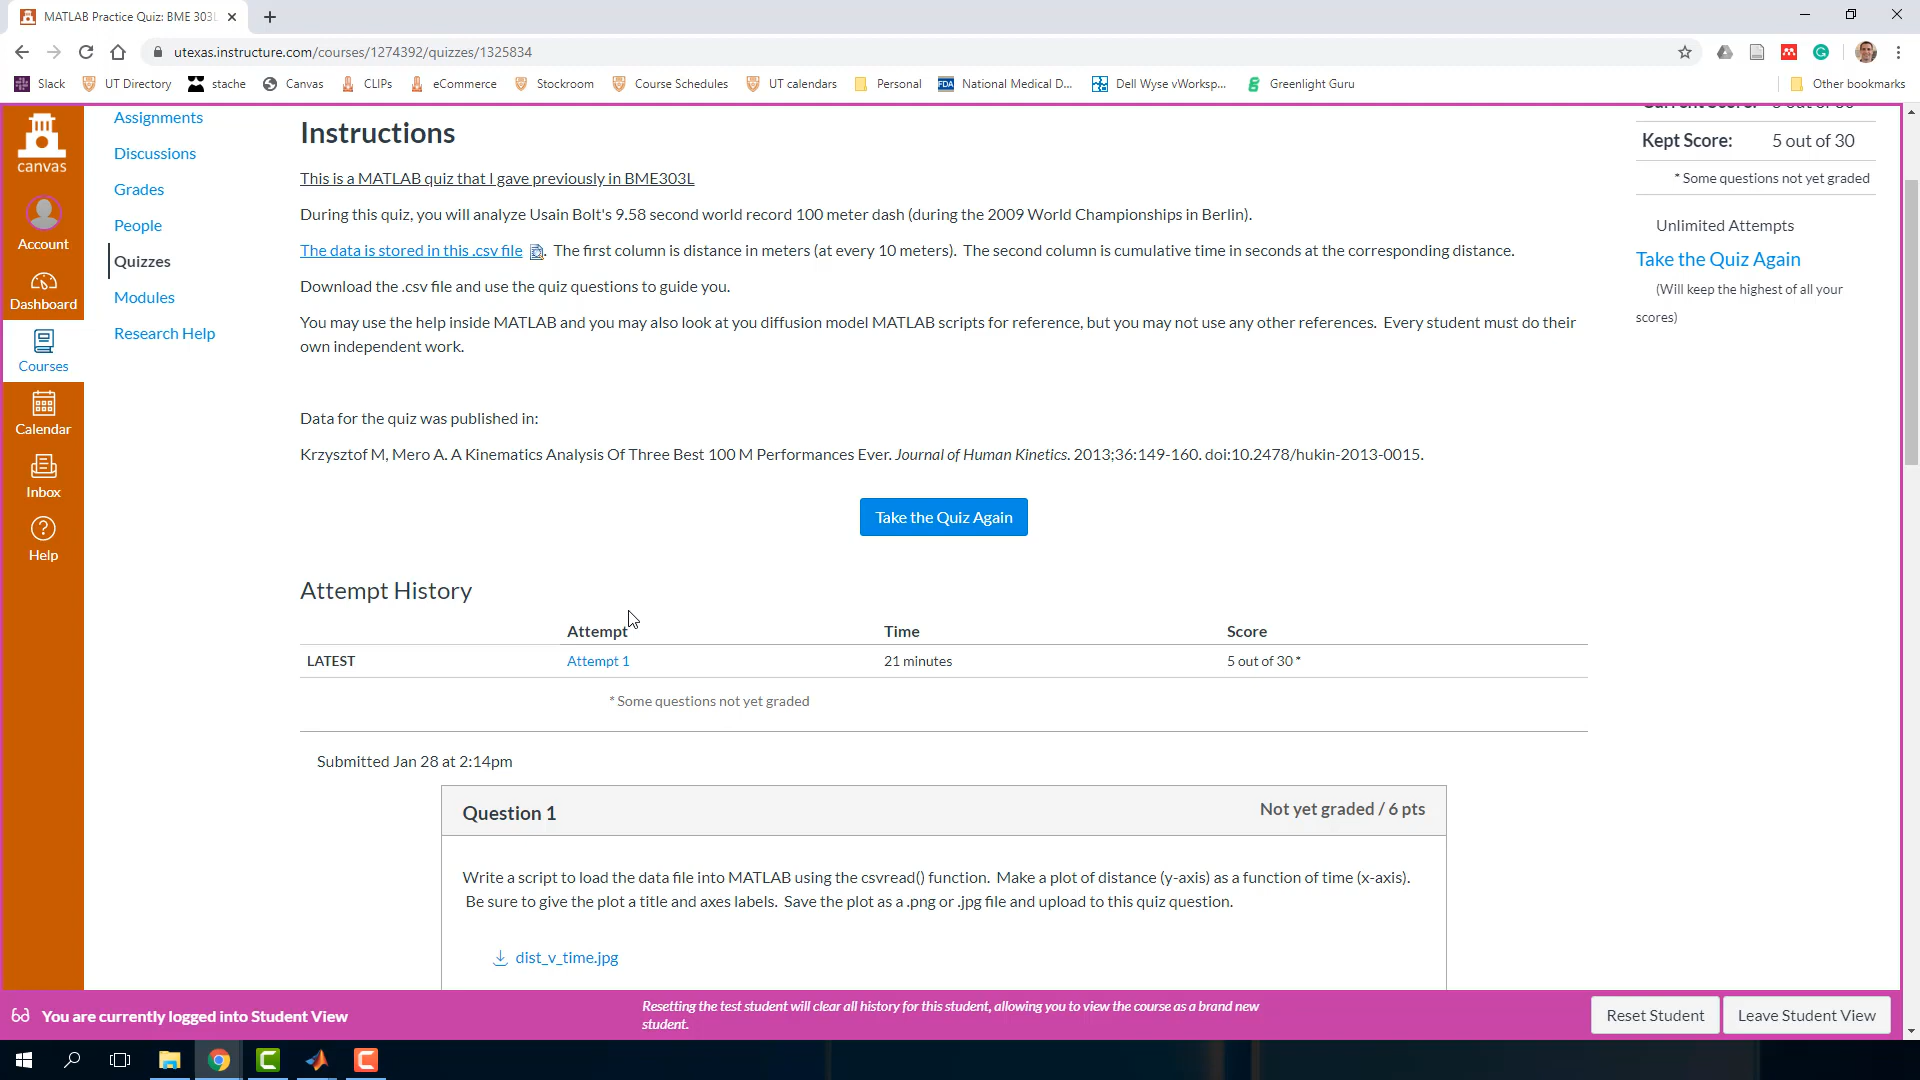 MATLAB Practice Quiz: BME 303L
utexas.instructure.com/courses/1274392/quizzes/1325834
Slack UT Directory stache Canvas CLIPs eCommerce Stockroom Course Schedules UT calendars Personal FDA National Medical D... Dell Wyse vWorksp... Greenlight Guru Other bookmarks
canvas
Account
Dashboard
Courses
Calendar
Inbox
Help
Assignments
Discussions
Grades
People
Quizzes
Modules
Research Help
Instructions
This is a MATLAB quiz that I gave previously in BME303L
During this quiz, you will analyze Usain Bolt's 9.58 second world record 100 meter dash (during the 2009 World Championships in Berlin).
The data is stored in this .csv file . The first column is distance in meters (at every 10 meters). The second column is cumulative time in seconds at the corresponding distance.
Download the .csv file and use the quiz questions to guide you.
You may use the help inside MATLAB and you may also look at you diffusion model MATLAB scripts for reference, but you may not use any other references. Every student must do their
own independent work.
Data for the quiz was published in:
Krzysztof M, Mero A. A Kinematics Analysis Of Three Best 100 M Performances Ever. Journal of Human Kinetics. 2013;36:149-160. doi:10.2478/hukin-2013-0015.
Take the Quiz Again
Attempt History
Attempt Time Score
LATEST Attempt 1 21 minutes 5 out of 30 *
* Some questions not yet graded
Submitted Jan 28 at 2:14pm
Question 1 Not yet graded / 6 pts
Write a script to load the data file into MATLAB using the csvread() function. Make a plot of distance (y-axis) as a function of time (x-axis).
Be sure to give the plot a title and axes labels. Save the plot as a .png or .jpg file and upload to this quiz question.
dist_v_time.jpg
Current Score: 5 out of 30
Kept Score: 5 out of 30
* Some questions not yet graded
Unlimited Attempts
Take the Quiz Again
(Will keep the highest of all your
scores)
You are currently logged into Student View
Resetting the test student will clear all history for this student, allowing you to view the course as a brand new
student.
Reset Student
Leave Student View